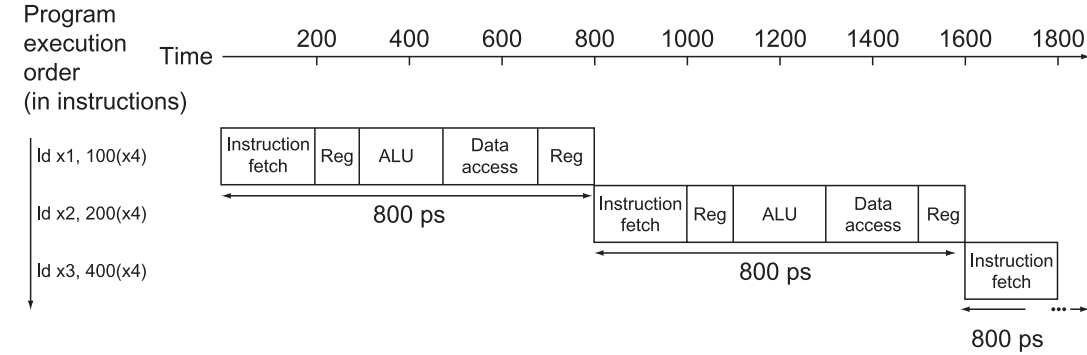 Program
execution
order
(in instructions)
Time
200 400 600 800 1000 1200 1400 1600 1800
ld x1, 100(x4)
Instruction
fetch
Reg
ALU
Data
access
Reg
800 ps
ld x2, 200(x4)
Instruction
fetch
Reg
ALU
Data
access
Reg
800 ps
ld x3, 400(x4)
Instruction
fetch
...
800 ps